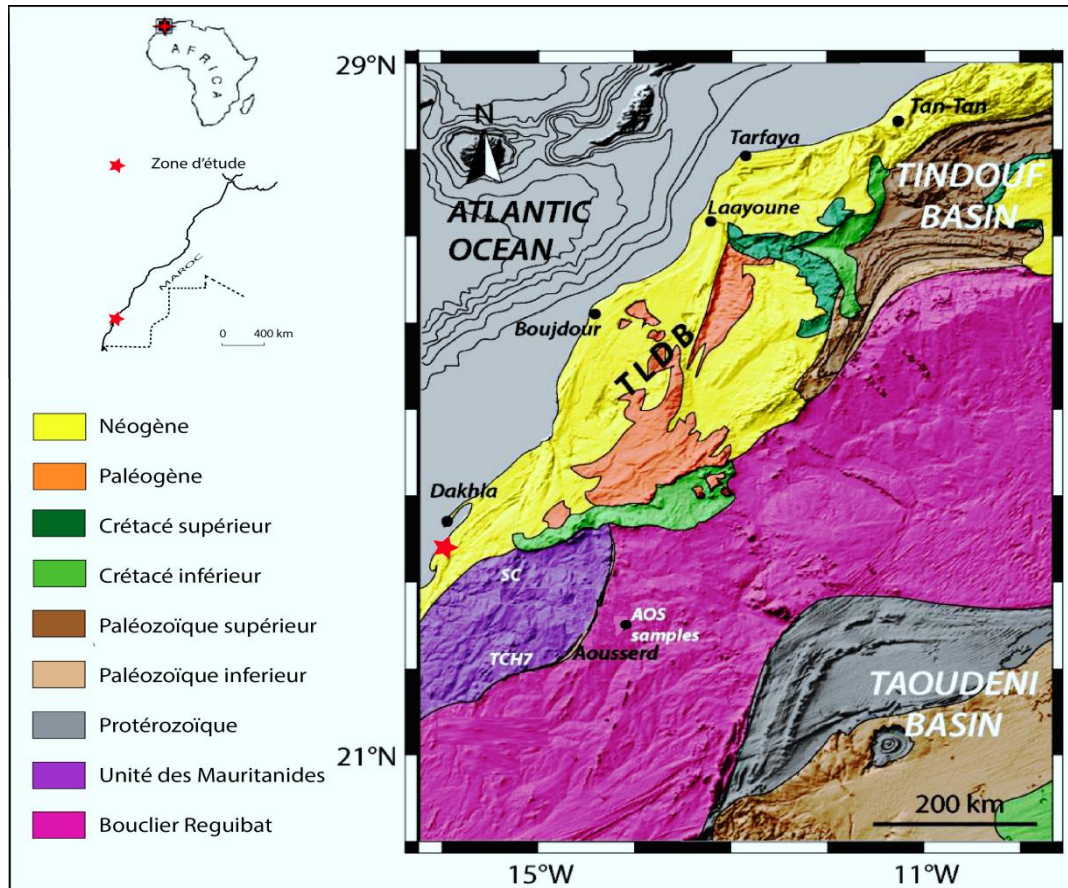 AFRICA
Zone d'étude
MAROC
0 400 km
Néogène
Paléogène
Crétacé supérieur
Crétacé inférieur
Paléozoïque supérieur
Paléozoïque inferieur
Protérozoïque
Unité des Mauritanides
Bouclier Reguibat
29°N
21°N
15°W
11°W
N
ATLANTIC
OCEAN
Tan-Tan
Tarfaya
Laayoune
TINDOUF
BASIN
Boujdour
TLDB
Dakhla
SC
TCH7
AOS
samples
Aousserd
TAOUDENI
BASIN
200 km